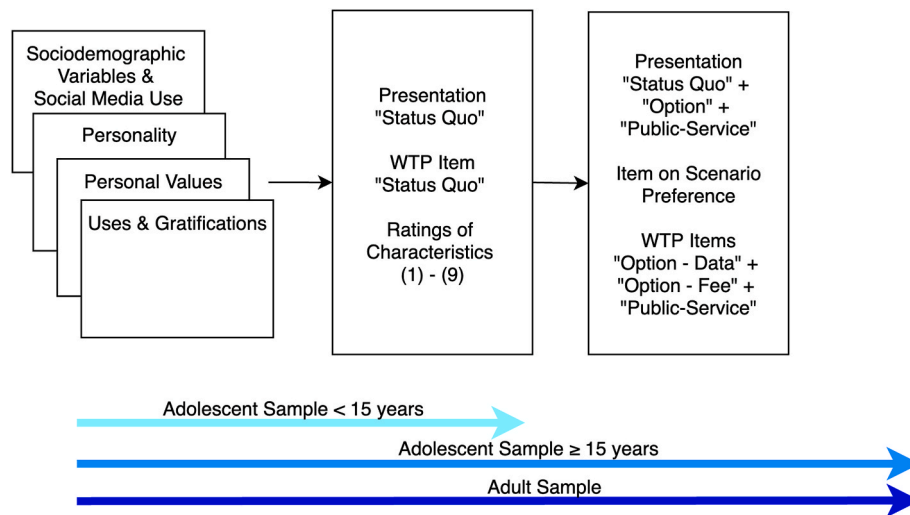 Sociodemographic
Variables &
Social Media Use
Personality
Personal Values
Uses & Gratifications
Presentation
"Status Quo"
WTP Item
"Status Quo"
Ratings of
Characteristics
(1) - (9)
Presentation
"Status Quo" +
"Option" +
"Public-Service"
Item on Scenario
Preference
WTP Items
"Option - Data" +
"Option - Fee" +
"Public-Service"
Adolescent Sample < 15 years
Adolescent Sample ≥ 15 years
Adult Sample